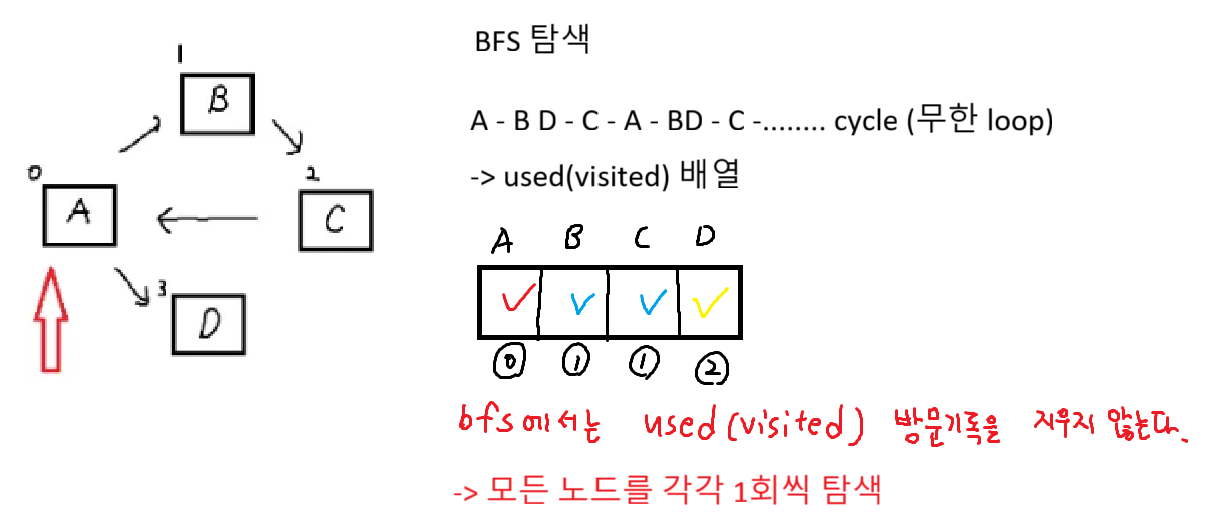 BFS 탐색
A - B D - C - A - BD - C -........ cycle (무한 loop)
-> used(visited) 배열
1
B
0
A
2
C
3
D
A B C D
0 1 1 2
bfs에서는 used(visited) 방문기록을 지우지 않는다.
-> 모든 노드를 각각 1회씩 탐색